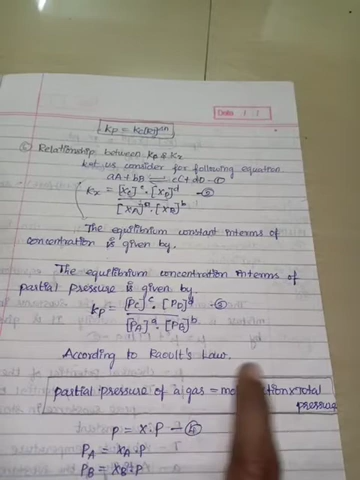 Data / /
Kp = Kc(RT)^Δn
© Relationship between Kp & Kx
Let us consider for following equation
aA + bB ⇌ cC + dD - ①
Kx = [Xc]^c · [XD]^d - ②
[XA]^a · [XB]^b
The equilibrium constant interms of
concentration is given by.
The equilibrium concentration interms of
partial pressure is given by
Kp = [Pc]^c · [PD]^d - ③
[PA]^a · [PB]^b
According to Raoult's Law.
partial pressure of a gas = × Total
pressure
P = X · P - ④
PA = XA · P
PB = XB · P